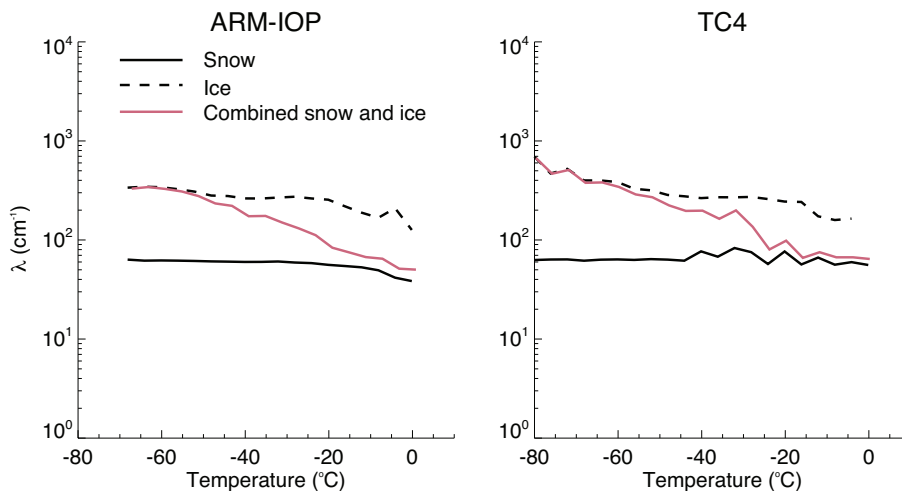 ARM-IOP
TC4
Snow
Ice
Combined snow and ice
λ (cm⁻¹)
10⁴
10³
10²
10¹
10⁰
-80 -60 -40 -20 0
Temperature (°C)
10⁴
10³
10²
10¹
10⁰
-80 -60 -40 -20 0
Temperature (°C)